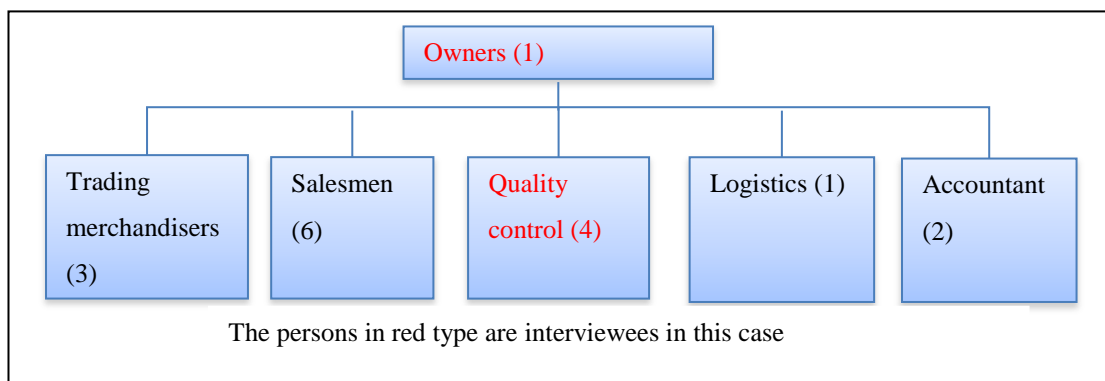 Owners (1)
Trading
merchandisers
(3)
Salesmen
(6)
Quality
control (4)
Logistics (1)
Accountant
(2)
The persons in red type are interviewees in this case